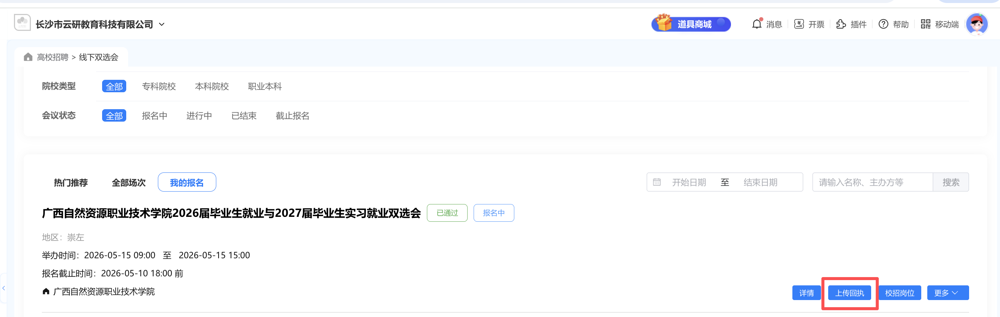 长沙市云研教育科技有限公司
道具商城
消息 开票 插件 帮助 移动端
高校招聘 > 线下双选会
院校类型 全部 专科院校 本科院校 职业本科
会议状态 全部 报名中 进行中 已结束 截止报名
热门推荐 全部场次 我的报名 开始日期 至 结束日期 请输入名称、主办方等 搜索
广西自然资源职业技术学院2026届毕业生就业与2027届毕业生实习就业双选会 已通过 报名中
地区：崇左
举办时间：2026-05-15 09:00 至 2026-05-15 15:00
报名截止时间：2026-05-10 18:00 前
广西自然资源职业技术学院
详情 上传回执 校招岗位 更多